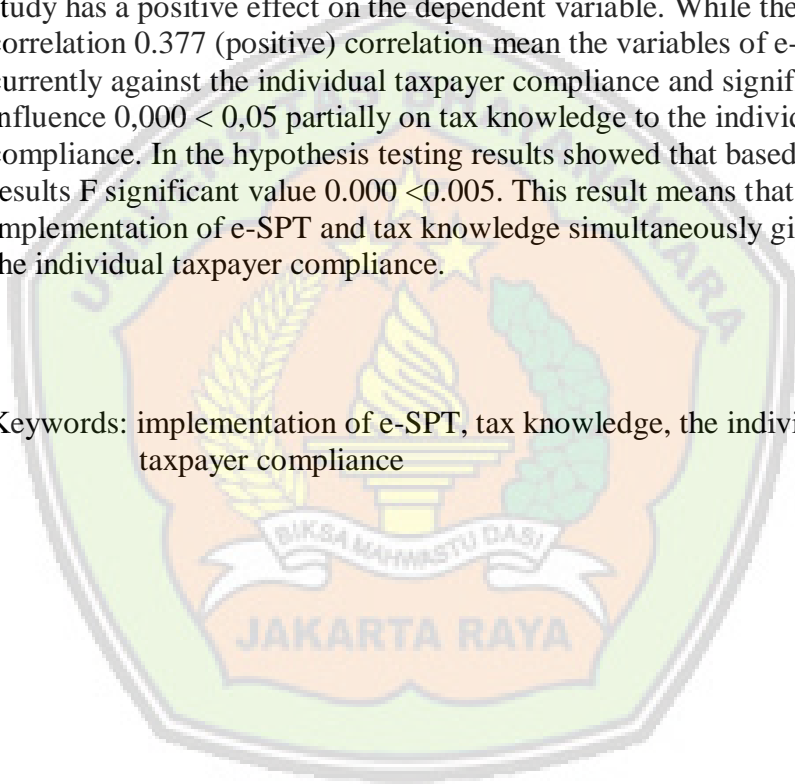 study has a positive effect on the dependent variable. While the
correlation 0.377 (positive) correlation mean the variables of e-
currently against the individual taxpayer compliance and signif
influence 0,000 < 0,05 partially on tax knowledge to the indivi
compliance. In the hypothesis testing results showed that based
results F significant value 0.000 <0.005. This result means that
implementation of e-SPT and tax knowledge simultaneously gi
the individual taxpayer compliance.
Keywords: implementation of e-SPT, tax knowledge, the indivi
taxpayer compliance
UNIVERSITAS BHAYANGKARA
BIKSA MAHWASTU DASI
JAKARTA RAYA